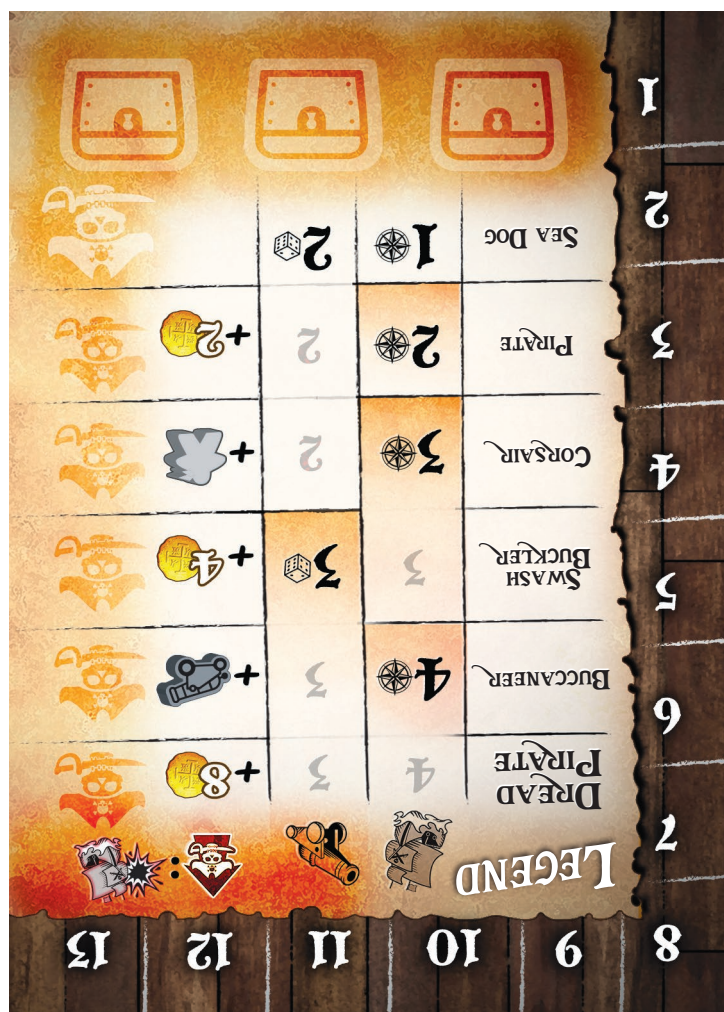 8 9 10 11 12 13
LEGEND :
7
DREAD
PIRATE 4 3 +8
6
BUCCANEER 4 3 +
5
SWASH
BUCKLER 3 3 +4
4
CORSAIR 3 2 +
3
PIRATE 2 2 +2
2
SEA DOG 1 2
1